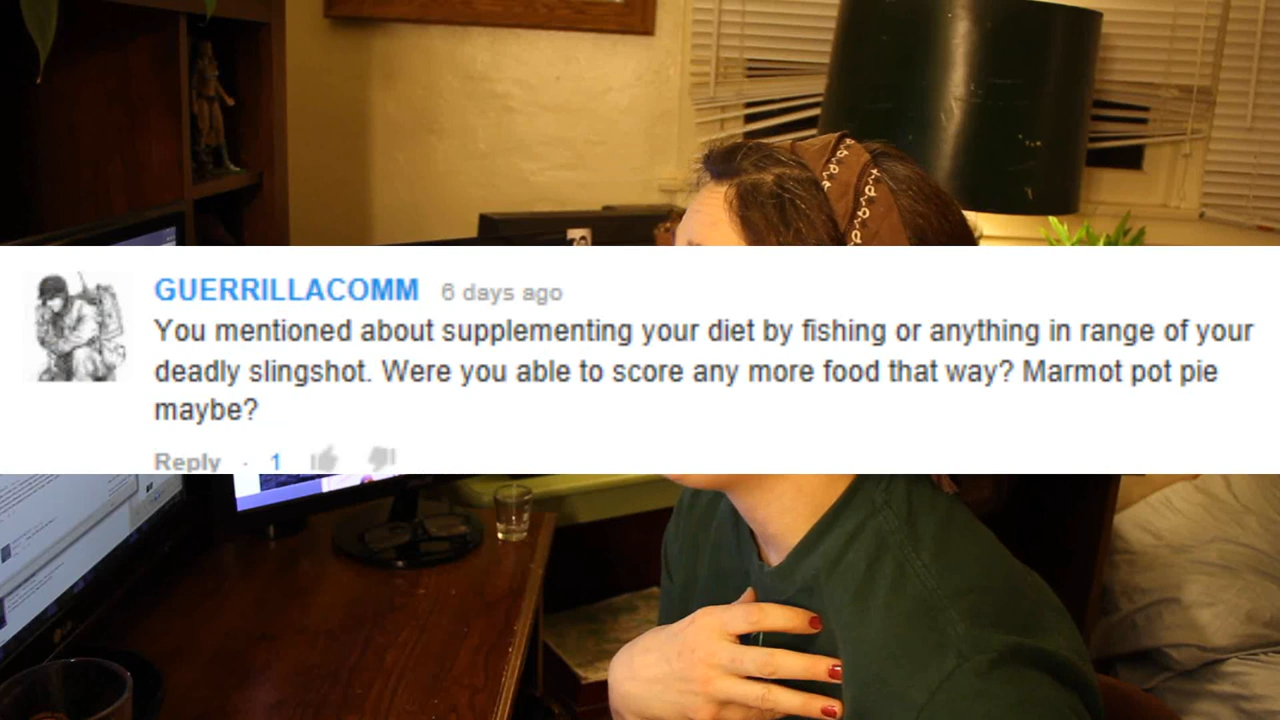 GUERRILLACOMM 6 days ago
You mentioned about supplementing your diet by fishing or anything in range of your
deadly slingshot. Were you able to score any more food that way? Marmot pot pie
maybe?
Reply · 1